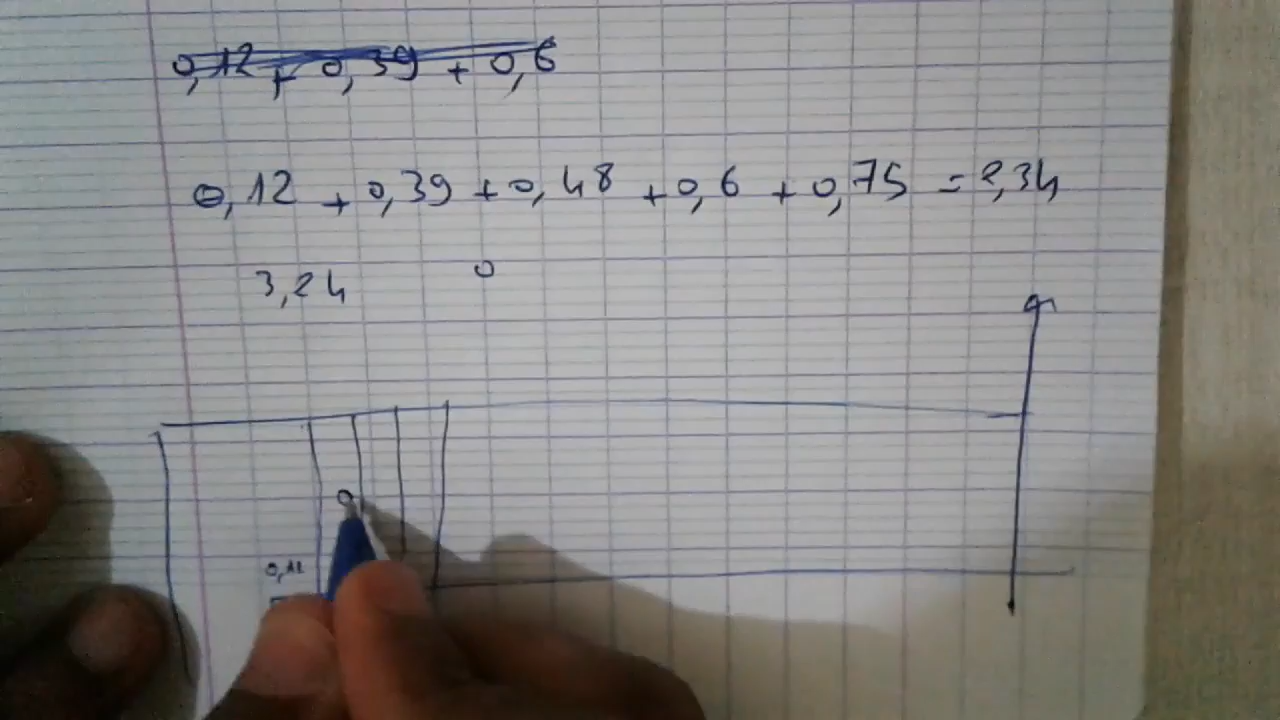 0,12 + 0,39 + 0,6
0,12 + 0,39 + 0,48 + 0,6 + 0,75 = 2,34
3,24 0
0
0,12